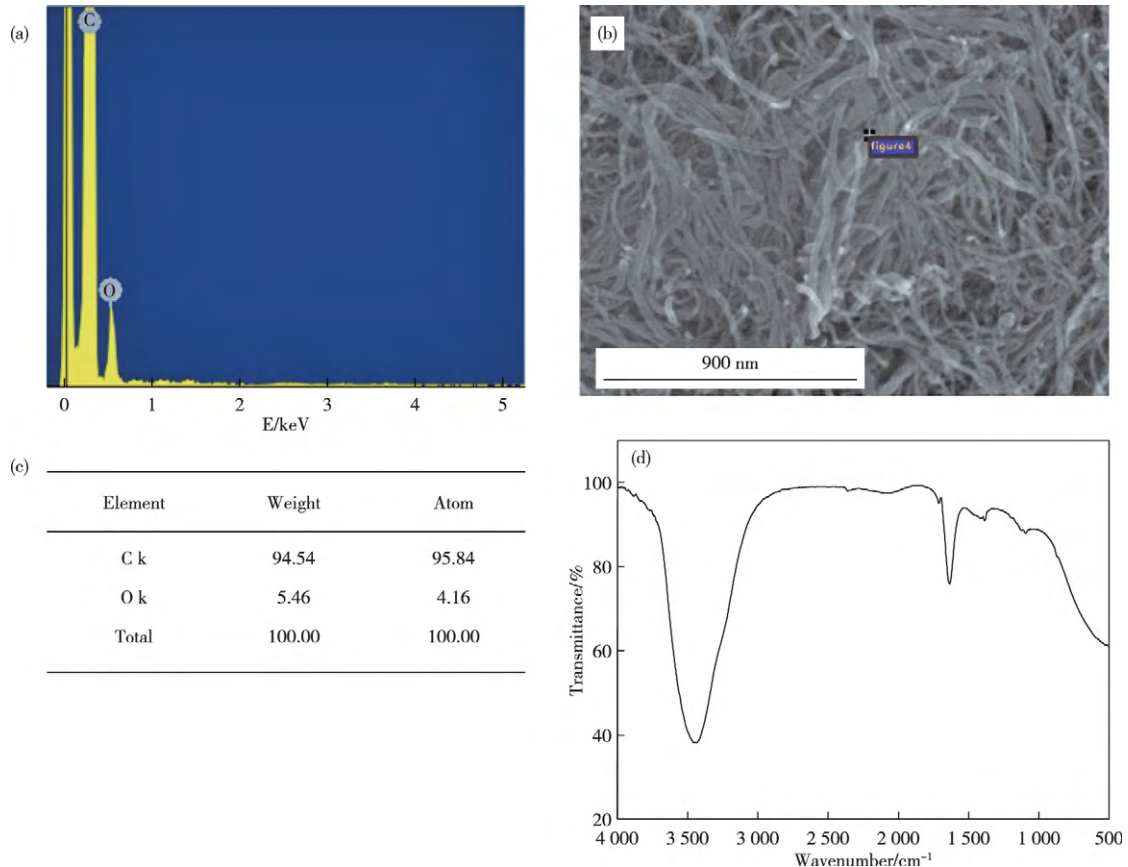 (a)
C
O
0 1 2 3 4 5
E/keV
(b)
figure4
900 nm
(c)
Element Weight Atom
C k 94.54 95.84
O k 5.46 4.16
Total 100.00 100.00
(d)
100
80
60
40
20
Transmittance/%
4 000 3 500 3 000 2 500 2 000 1 500 1 000 500
Wavenumber/cm⁻¹